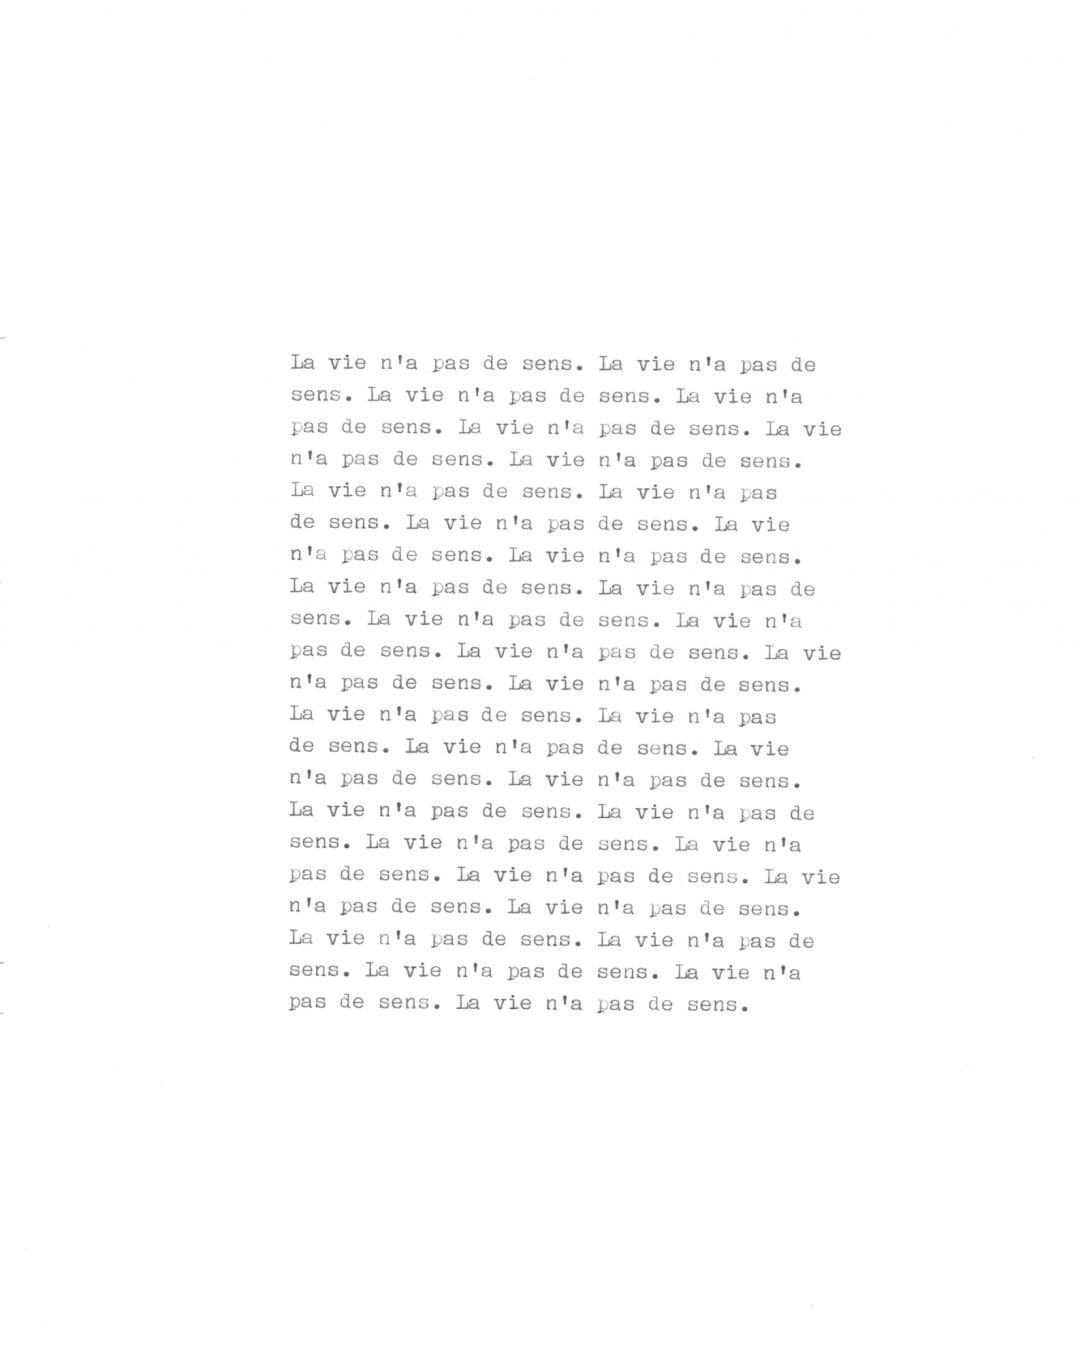 La vie n'a pas de sens. La vie n'a pas de
sens. La vie n'a pas de sens. La vie n'a
pas de sens. La vie n'a pas de sens. La vie
n'a pas de sens. La vie n'a pas de sens.
La vie n'a pas de sens. La vie n'a pas
de sens. La vie n'a pas de sens. La vie
n'a pas de sens. La vie n'a pas de sens.
La vie n'a pas de sens. La vie n'a pas de
sens. La vie n'a pas de sens. La vie n'a
pas de sens. La vie n'a pas de sens. La vie
n'a pas de sens. La vie n'a pas de sens.
La vie n'a pas de sens. La vie n'a pas
de sens. La vie n'a pas de sens. La vie
n'a pas de sens. La vie n'a pas de sens.
La vie n'a pas de sens. La vie n'a pas de
sens. La vie n'a pas de sens. La vie n'a
pas de sens. La vie n'a pas de sens. La vie
n'a pas de sens. La vie n'a pas de sens.
La vie n'a pas de sens. La vie n'a pas de
sens. La vie n'a pas de sens. La vie n'a
pas de sens. La vie n'a pas de sens.